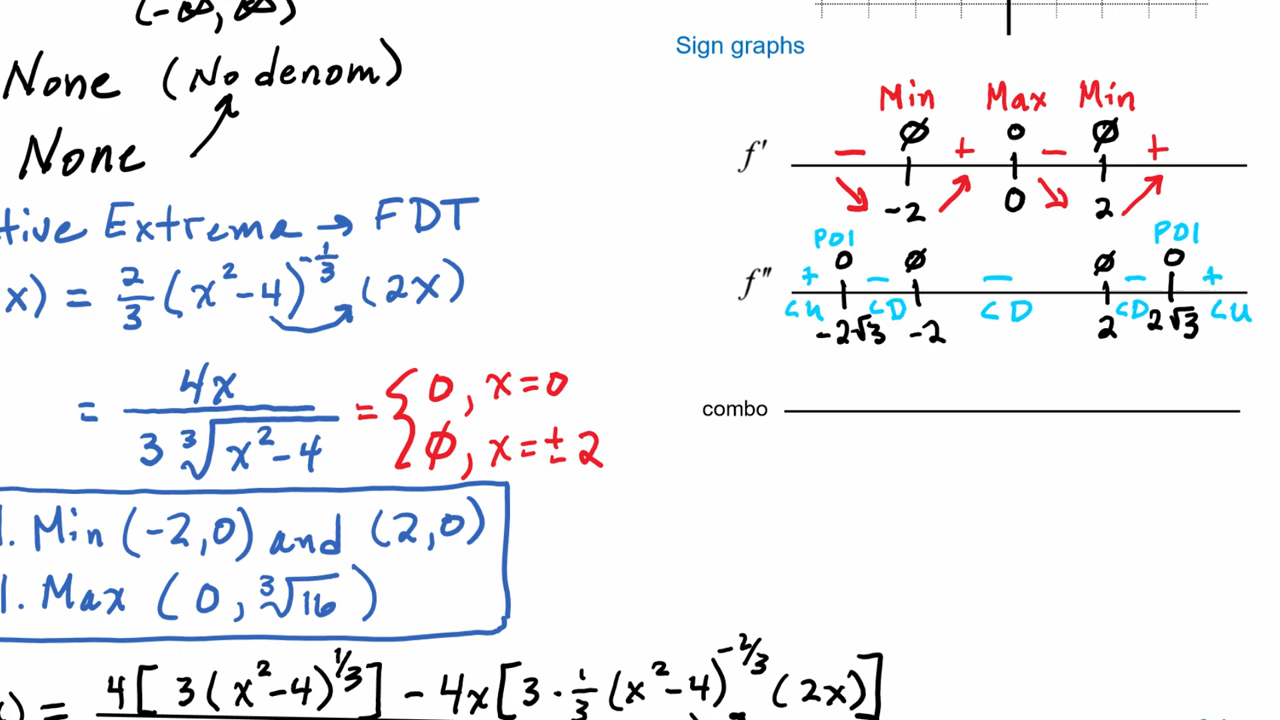 (-∞, ∞)
None (No denom)
None
tive Extrema → FDT
x) = 2/3 (x² - 4)^(-1/3) (2x)
= 4x / (3 ∛(x² - 4)) = { 0, x = 0
∅, x = ± 2
l. Min (-2, 0) and (2, 0)
l. Max (0, ∛16)
) = 4[ 3(x² - 4)^(1/3) ] - 4x[ 3 · 1/3 (x² - 4)^(-2/3) (2x) ]
Sign graphs
Min Max Min
∅ 0 ∅
f' − + − +
↘ -2 ↗ 0 ↘ 2 ↗
POI POI
0 ∅ ∅ 0
f" + − − − +
CU CD CD CD CU
-2√3 -2 2 2√3
combo